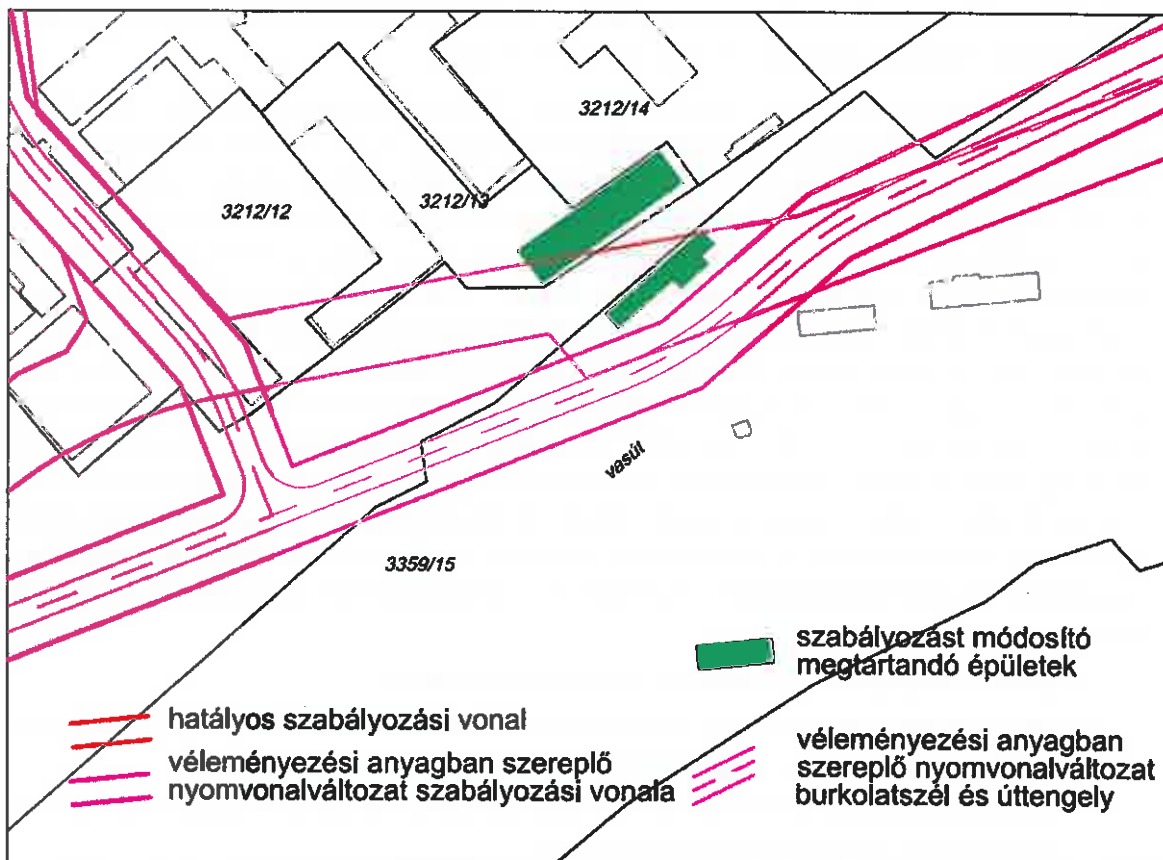 3212/14
3212/12
3212/13
vasút
3359/15
szabályozást módosító
megtartandó épületek
hatályos szabályozási vonal
véleményezési anyagban szereplő
nyomvonalváltozat szabályozási vonala
véleményezési anyagban
szereplő nyomvonalváltozat
burkolatszél és úttengely